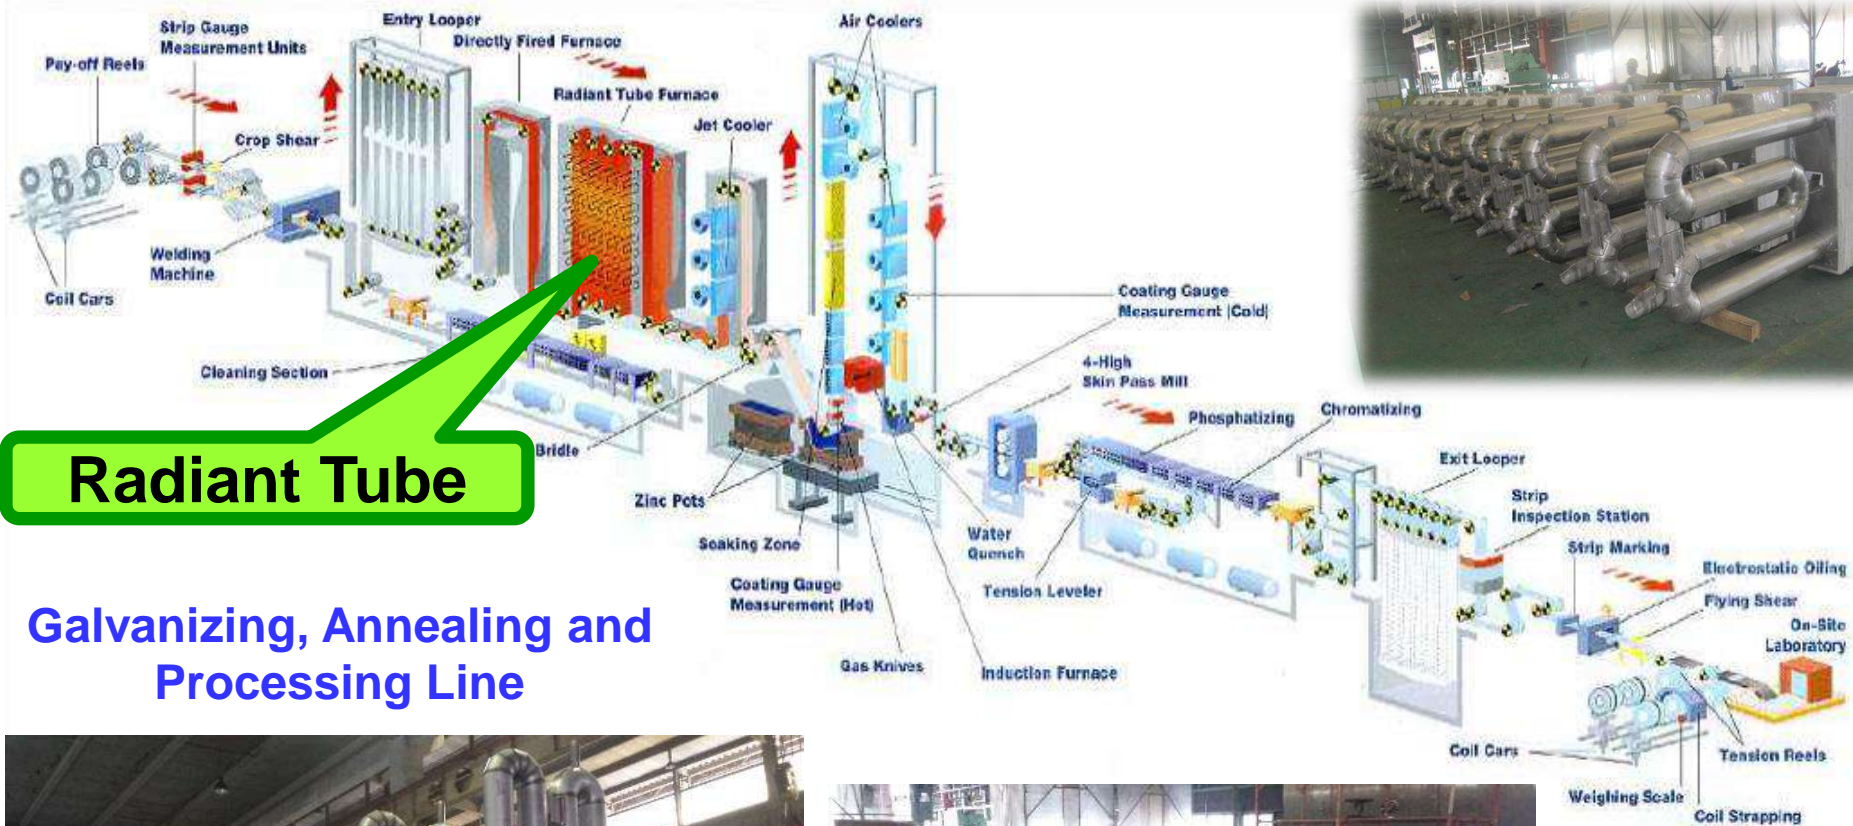 Strip Gauge
Measurement Units
Entry Looper
Air Coolers
Directly Fired Furnace
Pay-off Reels
Radiant Tube Furnace
Jet Cooler
Crop Shear
Welding
Machine
Coil Cars
Coating Gauge
Measurement (Cold)
Cleaning Section
4-High
Skin Pass Mill
Phosphatizing
Chromatizing
Bridle
Radiant Tube
Exit Looper
Zinc Pots
Strip
Inspection Station
Soaking Zone
Water
Quench
Strip Marking
Electrostatic Oiling
Coating Gauge
Measurement (Hot)
Tension Leveler
Flying Shear
On-Site
Laboratory
Galvanizing, Annealing and
Processing Line
Gas Knives
Induction Furnace
Coil Cars
Tension Reels
Weighing Scale
Coil Strapping